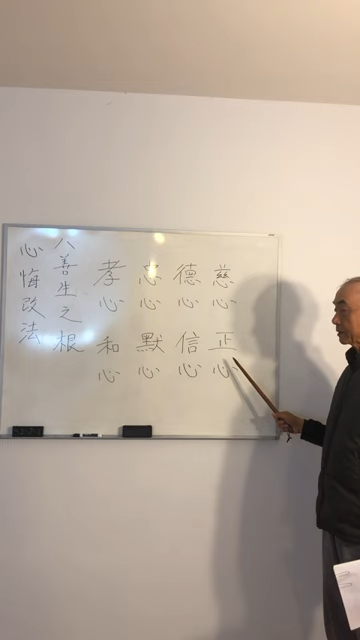 慈心 正心
德心 信心
忠心 默心
孝心 和心
八善生之根
心悔改法